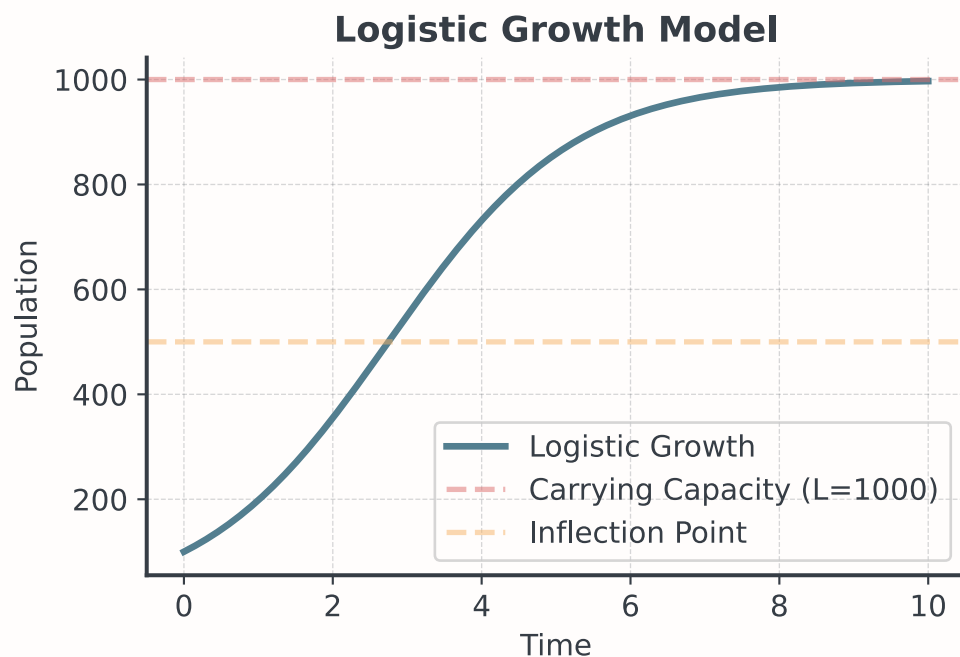 Logistic Growth Model
Population
1000
800
600
400
200
Logistic Growth
Carrying Capacity (L=1000)
Inflection Point
0 2 4 6 8 10
Time